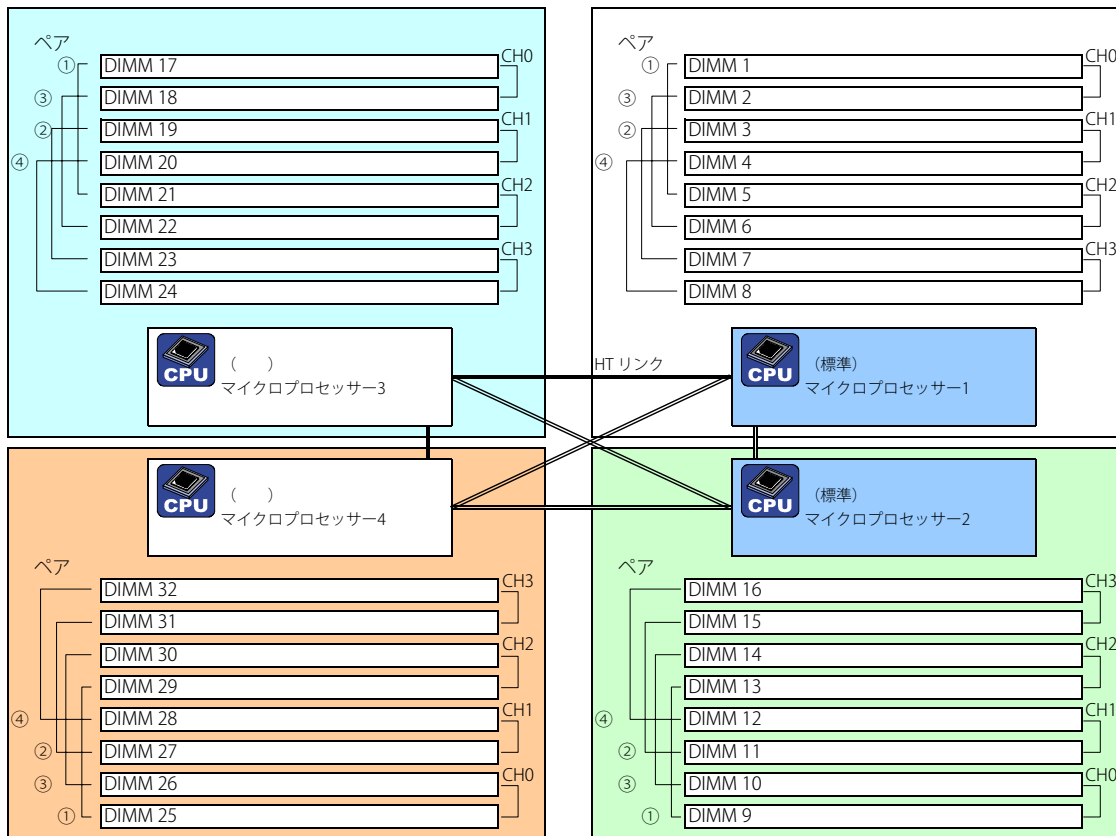 ペア
① DIMM 17 CH0
③ DIMM 18
② DIMM 19 CH1
④ DIMM 20
DIMM 21 CH2
DIMM 22
DIMM 23 CH3
DIMM 24
CPU
（　　）
マイクロプロセッサー3
ペア
① DIMM 1 CH0
③ DIMM 2
② DIMM 3 CH1
④ DIMM 4
DIMM 5 CH2
DIMM 6
DIMM 7 CH3
DIMM 8
HT リンク
CPU
（標準）
マイクロプロセッサー1
CPU
（　　）
マイクロプロセッサー4
ペア
DIMM 32 CH3
DIMM 31
DIMM 30 CH2
DIMM 29
④ DIMM 28 CH1
② DIMM 27
③ DIMM 26 CH0
① DIMM 25
CPU
（標準）
マイクロプロセッサー2
ペア
DIMM 16 CH3
DIMM 15
DIMM 14 CH2
DIMM 13
④ DIMM 12 CH1
② DIMM 11
③ DIMM 10 CH0
① DIMM 9